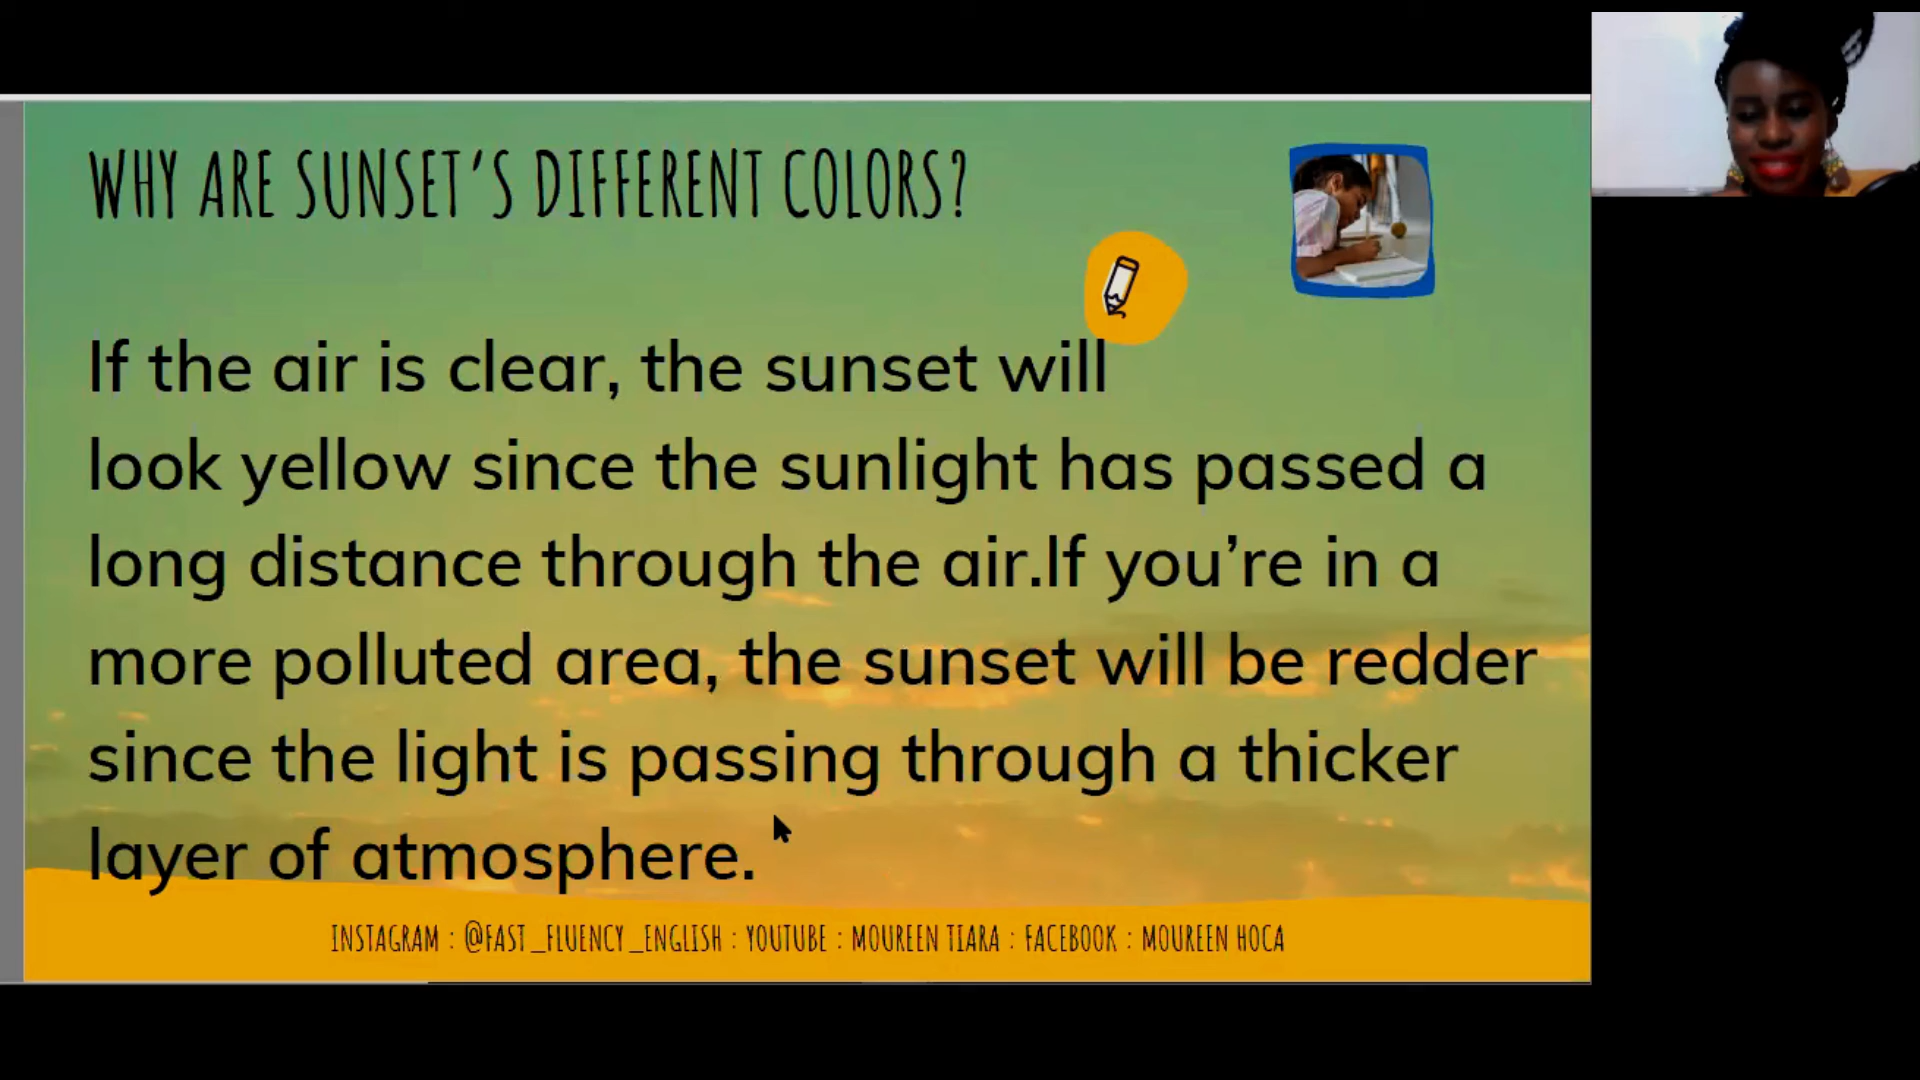 WHY ARE SUNSET'S DIFFERENT COLORS?
If the air is clear, the sunset will
look yellow since the sunlight has passed a
long distance through the air.If you’re in a
more polluted area, the sunset will be redder
since the light is passing through a thicker
layer of atmosphere.
INSTAGRAM : @FAST_FLUENCY_ENGLISH : YOUTUBE : MOUREEN TIARA : FACEBOOK : MOUREEN HOCA